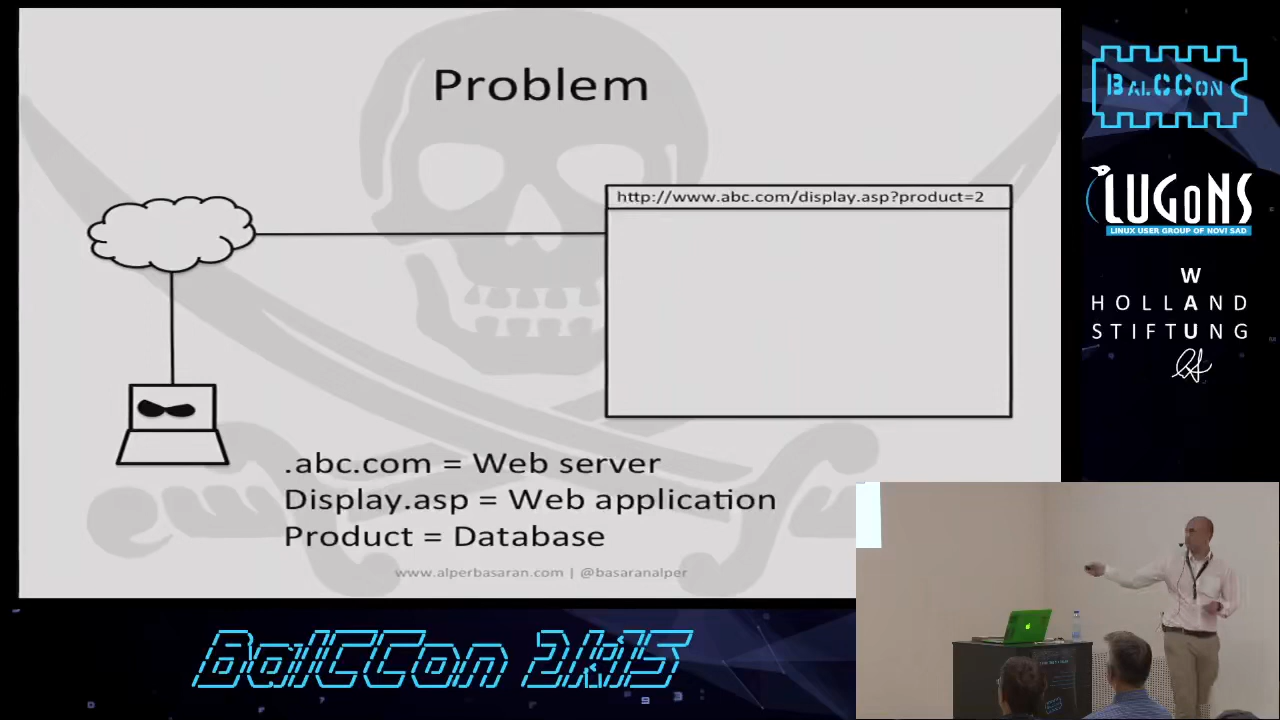 Problem
http://www.abc.com/display.asp?product=2
.abc.com = Web server
Display.asp = Web application
Product = Database
www.alperbasaran.com | @basaranalper
BALCCON
LUGoNS
LINUX USER GROUP OF NOVI SAD
W
HOLLAND
STIFTUNG
BalCCon 2k15